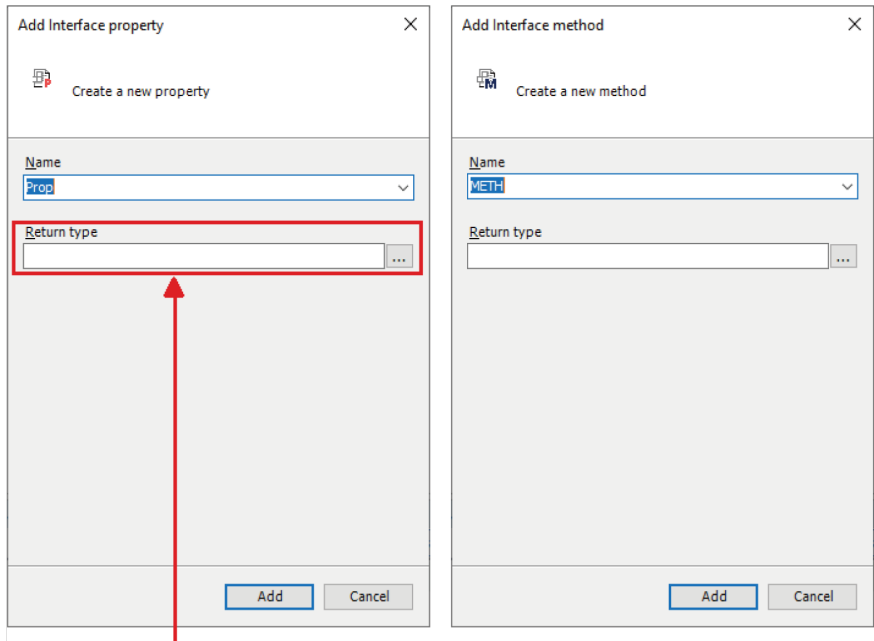 Add Interface property
Create a new property
Name
Prop
Return type
...
Add
Cancel
Add Interface method
Create a new method
Name
METH
Return type
...
Add
Cancel